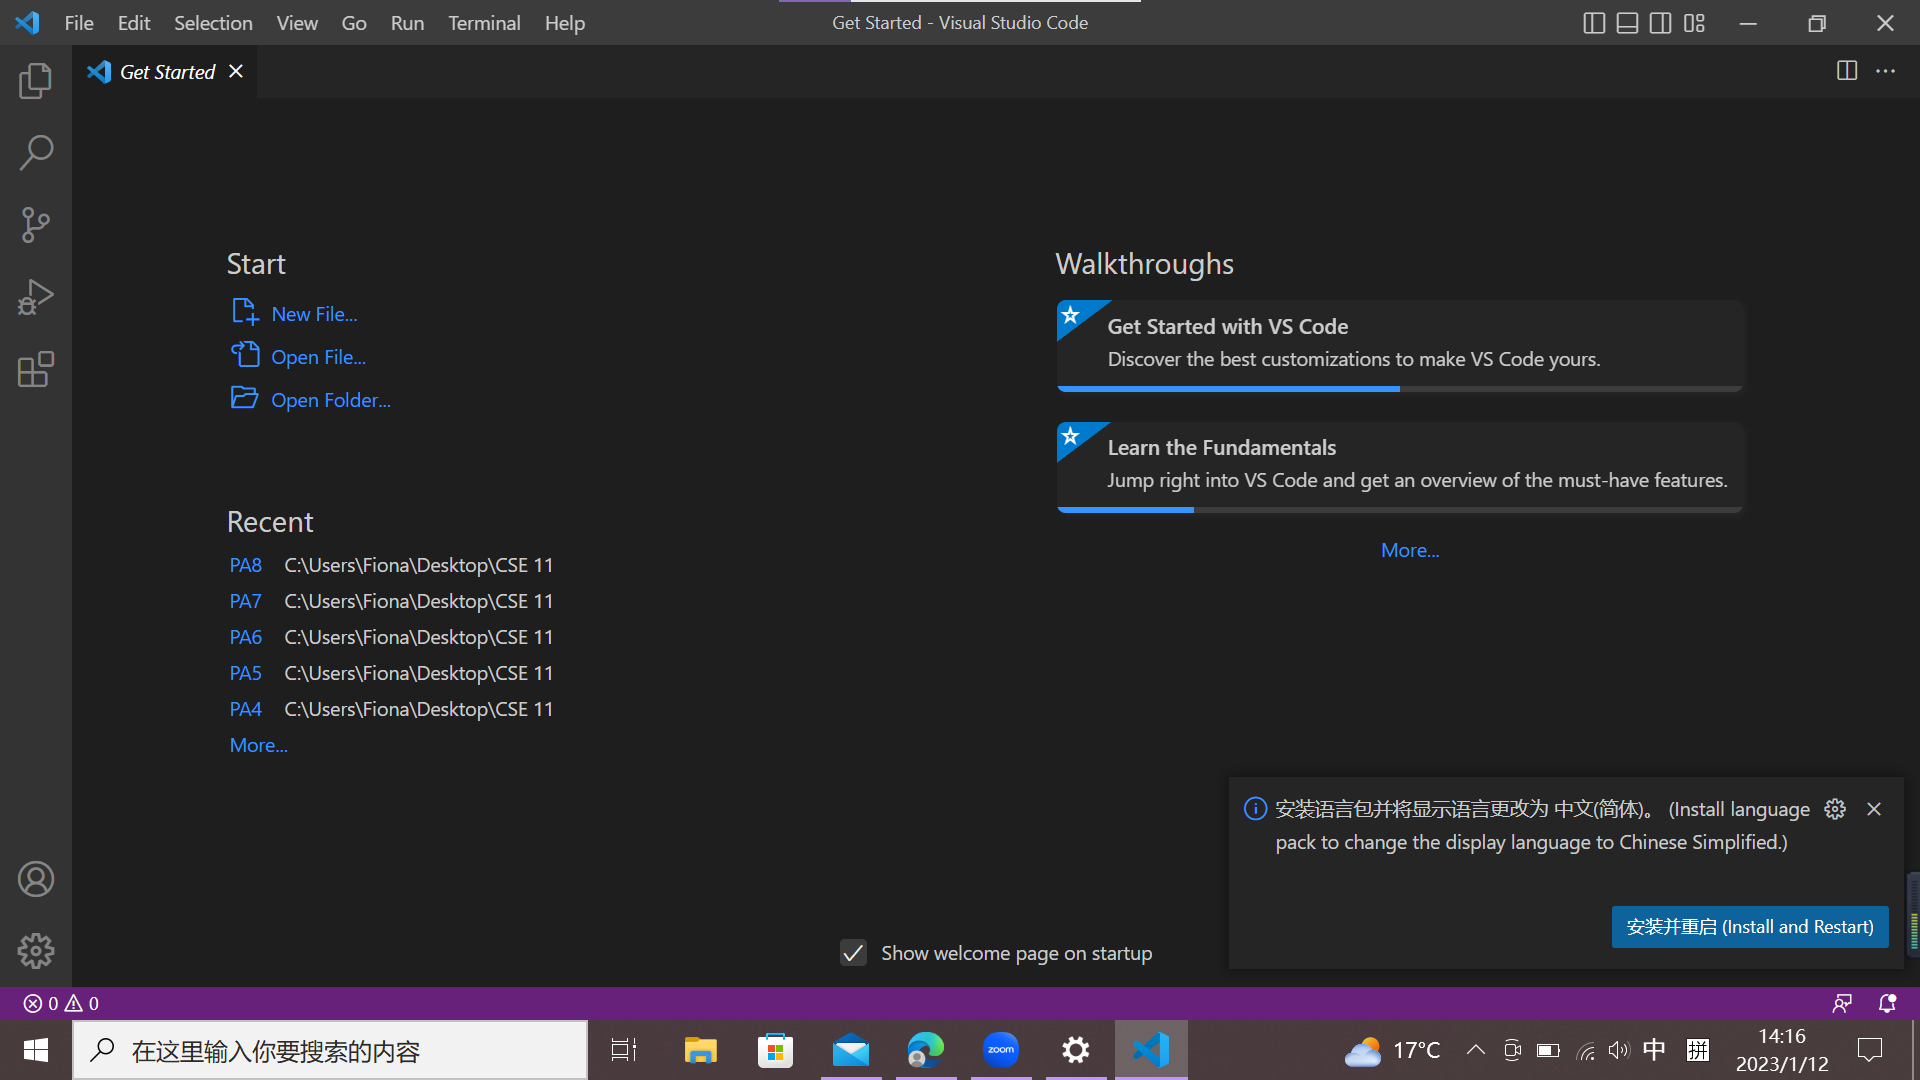 File Edit Selection View Go Run Terminal Help
Get Started - Visual Studio Code
Get Started
Start
New File...
Open File...
Open Folder...
Recent
PA8 C:\Users\Fiona\Desktop\CSE 11
PA7 C:\Users\Fiona\Desktop\CSE 11
PA6 C:\Users\Fiona\Desktop\CSE 11
PA5 C:\Users\Fiona\Desktop\CSE 11
PA4 C:\Users\Fiona\Desktop\CSE 11
More...
Walkthroughs
Get Started with VS Code
Discover the best customizations to make VS Code yours.
Learn the Fundamentals
Jump right into VS Code and get an overview of the must-have features.
More...
安装语言包并将显示语言更改为 中文(简体)。 (Install language
pack to change the display language to Chinese Simplified.)
安装并重启 (Install and Restart)
Show welcome page on startup
0 0
在这里输入你要搜索的内容
zoom
17°C
中
拼
14:16
2023/1/12